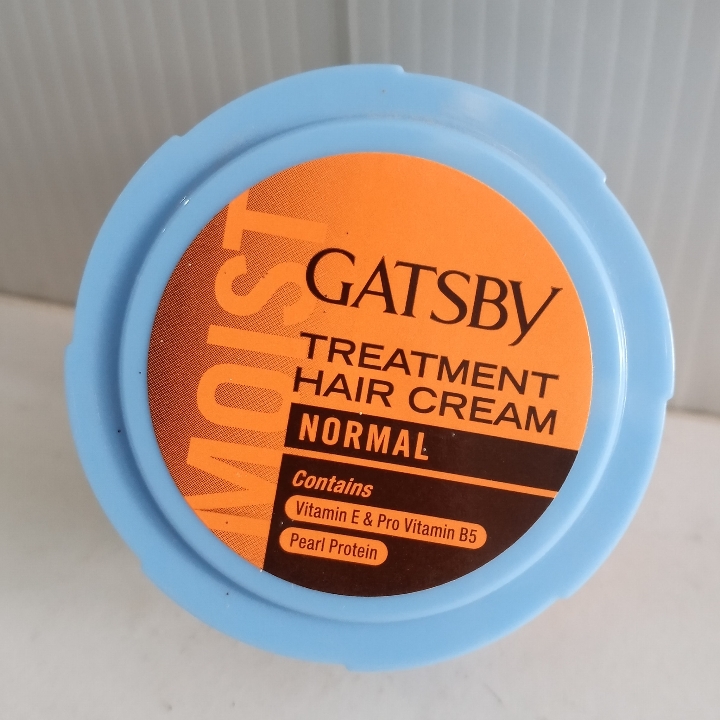 MOIST
GATSBY
TREATMENT
HAIR CREAM
NORMAL
Contains
Vitamin E & Pro Vitamin B5
Pearl Protein